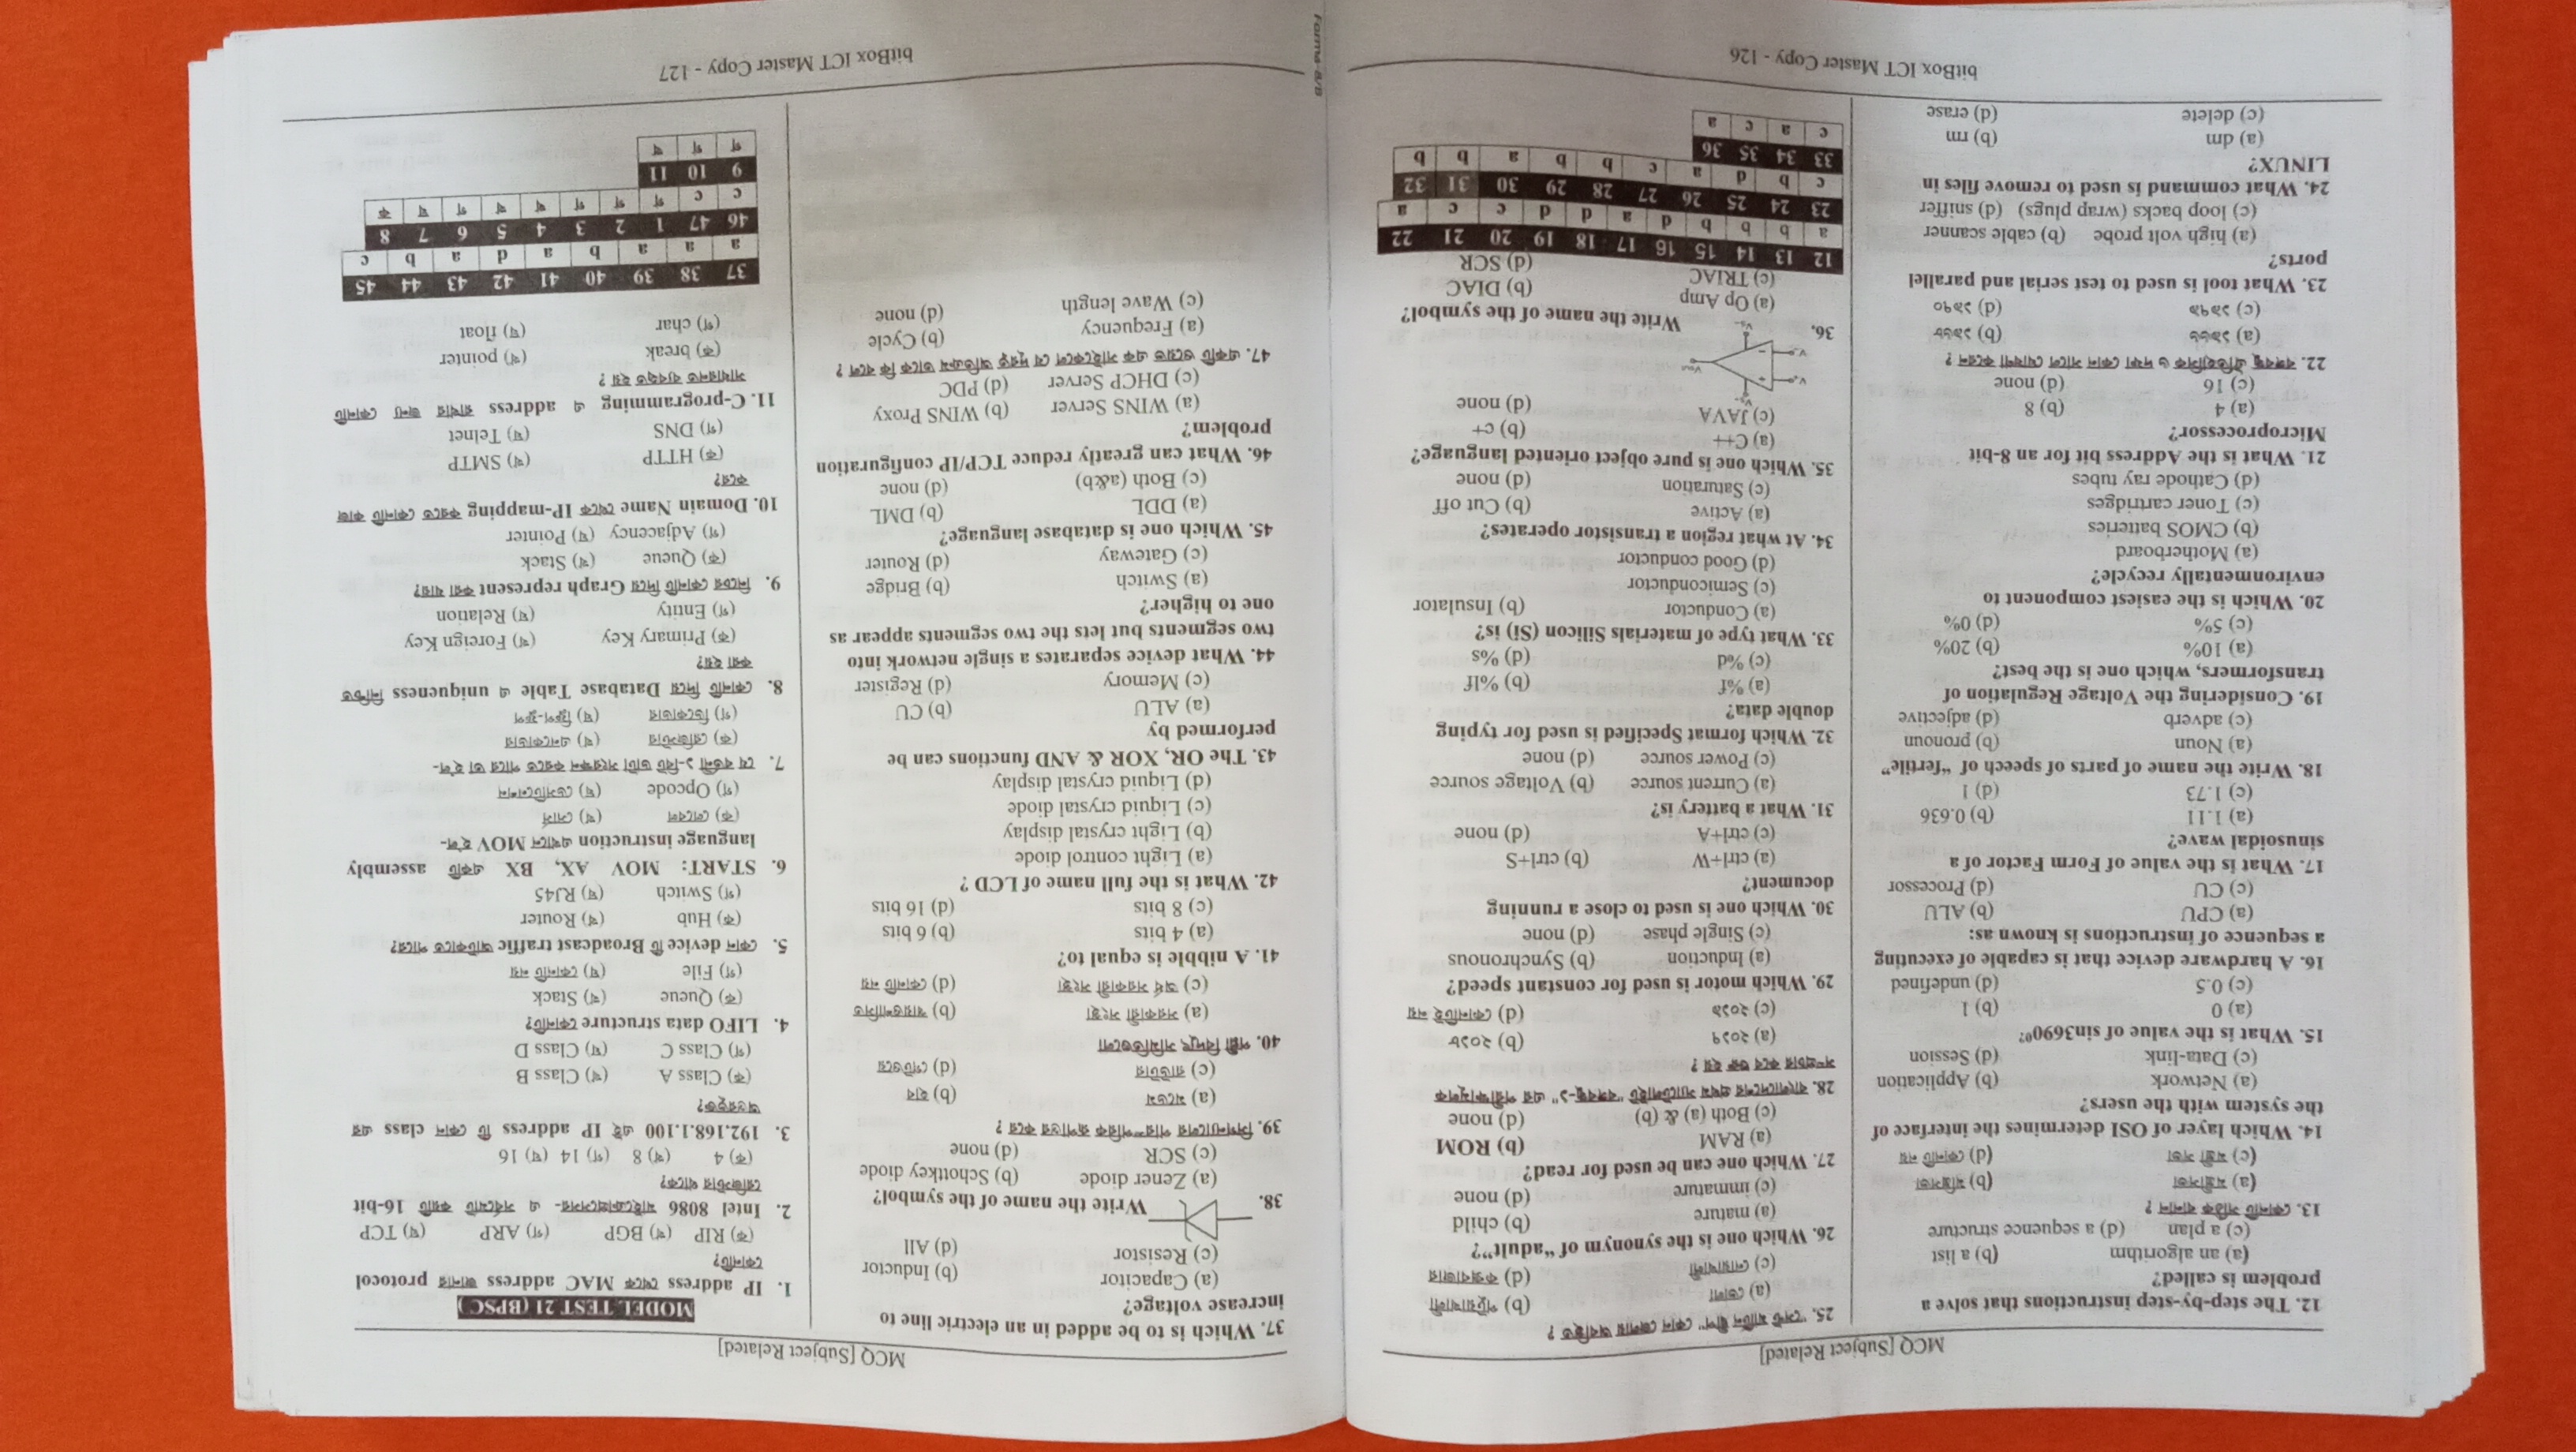 MCQ [Subject Related]
12. The step-by-step instructions that solve a
problem is called?
(a) an algorithm (b) a list
(c) a plan (d) a sequence structure
13. কোনটি সঠিক বানান ?
(a) মন্ত্রীসভা (b) মন্ত্রিসভা
(c) মন্ত্রী সভা (d) কোনটি নয়
14. Which layer of OSI determines the interface of
the system with the users?
(a) Network (b) Application
(c) Data-link (d) Session
15. What is the value of sin3690⁰?
(a) 0 (b) 1
(c) 0.5 (d) undefined
16. A hardware device that is capable of executing
a sequence of instructions is known as:
(a) CPU (b) ALU
(c) CU (d) Processor
17. What is the value of Form Factor of a
sinusoidal wave?
(a) 1.11 (b) 0.636
(c) 1.73 (d) 1
18. Write the name of parts of speech of “fertile”
(a) Noun (b) pronoun
(c) adverb (d) adjective
19. Considering the Voltage Regulation of
transformers, which one is the best?
(a) 10% (b) 20%
(c) 5% (d) 0%
20. Which is the easiest component to
environmentally recycle?
(a) Motherboard
(b) CMOS batteries
(c) Toner cartridges
(d) Cathode ray tubes
21. What is the Address bit for an 8-bit
Microprocessor?
(a) 4 (b) 8
(c) 16 (d) none
22. বঙ্গবন্ধু ঐতিহাসিক ৬ দফা কোন সালে ঘোষণা করেন ?
(a) ১৯৬৬ (b) ১৯৬৮
(c) ১৯৭৯ (d) ১৯৭০
23. What tool is used to test serial and parallel
ports?
(a) high volt probe (b) cable scanner
(c) loop backs (wrap plugs) (d) sniffer
24. What command is used to remove files in
LINUX?
(a) dm (b) rm
(c) delete (d) erase
25. "সেন্ট মার্টিন দ্বীপ" কোন জেলায় অবস্থিত ?
(a) ভোলা (b) পটুয়াখালী
(c) নোয়াখালী (d) কক্সবাজার
26. Which one is the synonym of “adult”?
(a) mature (b) child
(c) immature (d) none
27. Which one can be used for read?
(a) RAM (b) ROM
(c) Both (a) & (b) (d) none
28. বাংলাদেশের প্রথম স্যাটেলাইট "বঙ্গবন্ধু-১" এর পরীক্ষামূলক
সম্প্রচার কবে শুরু হয় ?
(a) ২০১৭ (b) ২০১৮
(c) ২০১৯ (d) কোনটিই নয়
29. Which motor is used for constant speed?
(a) Induction (b) Synchronous
(c) Single phase (d) none
30. Which one is used to close a running
document?
(a) ctrl+W (b) ctrl+S
(c) ctrl+A (d) none
31. What a battery is?
(a) Current source (b) Voltage source
(c) Power source (d) none
32. Which format Specified is used for typing
double data?
(a) %f (b) %lf
(c) %d (d) %s
33. What type of materials Silicon (Si) is?
(a) Conductor (b) Insulator
(c) Semiconductor
(d) Good conductor
34. At what region a transistor operates?
(a) Active (b) Cut off
(c) Saturation (d) none
35. Which one is pure object oriented language?
(a) C++ (b) c+
(c) JAVA (d) none
36. Write the name of the symbol?
(a) Op Amp (b) DIAC
(c) TRIAC (d) SCR
12 13 14 15 16 17 18 19 20 21 22
a b b b d a d d c c a
23 24 25 26 27 28 29 30 31 32
c b d a c b b a b b
33 34 35 36
c a c a
bitBox ICT Master Copy - 126
MCQ [Subject Related]
37. Which is to be added in an electric line to
increase voltage?
(a) Capacitor (b) Inductor
(c) Resistor (d) All
38. Write the name of the symbol?
(a) Zener diode (b) Schottkey diode
(c) SCR (d) none
39. সিগন্যালের পারস্পরিক রূপান্তর করে ?
(a) মডেম (b) হাব
(c) রাউটার (d) গেটওয়ে
40. পল্লী বিদ্যুৎ সমিতিগুলো
(a) সরকারী সংস্থা (b) স্বায়ত্তশাসিত
(c) অর্ধ সরকারী সংস্থা (d) কোনটি নয়
41. A nibble is equal to?
(a) 4 bits (b) 6 bits
(c) 8 bits (d) 16 bits
42. What is the full name of LCD ?
(a) Light control diode
(b) Light crystal display
(c) Liquid crystal diode
(d) Liquid crystal display
43. The OR, XOR & AND functions can be
performed by
(a) ALU (b) CU
(c) Memory (d) Register
44. What device separates a single network into
two segments but lets the two segments appear as
one to higher?
(a) Switch (b) Bridge
(c) Gateway (d) Router
45. Which one is database language?
(a) DDL (b) DML
(c) Both (a&b) (d) none
46. What can greatly reduce TCP/IP configuration
problem?
(a) WINS Server (b) WINS Proxy
(c) DHCP Server (d) PDC
47. একটি ওয়েভ এক সাইকেলে যে দূরত্ব অতিক্রম তাকে কি বলে ?
(a) Frequency (b) Cycle
(c) Wave length (d) none
MODEL TEST 21 (BPSC )
1. IP address থেকে MAC address জানার protocol
কোনটি?
(ক) RIP (খ) BGP (গ) ARP (ঘ) TCP
2. Intel 8086 মাইক্রোপ্রসেসর- এ সর্বমোট কয়টি 16-bit
রেজিস্টার থাকে?
(ক) 4 (খ) 8 (গ) 14 (ঘ) 16
3. 192.168.1.100 এই IP address টি কোন class এর
অন্তরভূক্ত?
(ক) Class A (খ) Class B
(গ) Class C (ঘ) Class D
4. LIFO data structure কোনটি?
(ক) Queue (খ) Stack
(গ) File (ঘ) কোনটি নয়
5. কোন device টি Broadcast traffic আটকাতে পারে?
(ক) Hub (খ) Router
(গ) Switch (ঘ) RJ45
6. START: MOV AX, BX একটি assembly
language instruction এখানে MOV হ'ল-
(ক) লেবেল (খ) সোর্স
(গ) Opcode (ঘ) ডেসটিনেশন
7. যে বর্তনী ১-বিট ডাটা সংরক্ষন করতে পারে তা হ'ল-
(ক) রেজিস্টার (খ) এনকোডার
(গ) ডিকোডার (ঘ) ফ্লিপ-ফ্লপ
8. কোনটি দিয়ে Database Table এ uniqueness নিশ্চিত
করা হয়?
(ক) Primary Key (খ) Foreign Key
(গ) Entity (ঘ) Relation
9. নিচের কোনটি দিয়ে Graph represent করা যায়?
(ক) Queue (খ) Stack
(গ) Adjacency (ঘ) Pointer
10. Domain Name থেকে IP-mapping করতে কোনটি কাজ
করে?
(ক) HTTP (খ) SMTP
(গ) DNS (ঘ) Telnet
11. C-programming এ address রাখার জন্য কোনটি
সাধারনত ব্যবহৃত হয় ?
(ক) break (খ) pointer
(গ) char (ঘ) float
37 38 39 40 41 42 43 44 45
a a a b a d a b c
46 47 1 2 3 4 5 6 7 8
c c গ গ গ খ খ গ ঘ ক
9 10 11
গ গ খ
bitBox ICT Master Copy - 127